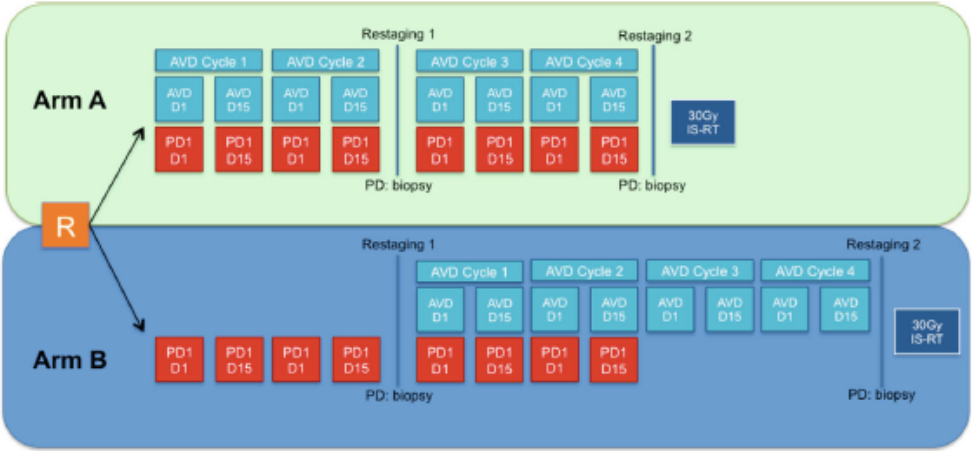 Restaging 1
Restaging 2
AVD Cycle 1 AVD Cycle 2 AVD Cycle 3 AVD Cycle 4
Arm A
AVD AVD AVD AVD AVD AVD AVD AVD
D1 D15 D1 D15 D1 D15 D1 D15
30Gy
IS-RT
PD1 PD1 PD1 PD1 PD1 PD1 PD1 PD1
D1 D15 D1 D15 D1 D15 D1 D15
PD: biopsy PD: biopsy
R
Restaging 1 Restaging 2
AVD Cycle 1 AVD Cycle 2 AVD Cycle 3 AVD Cycle 4
AVD AVD AVD AVD AVD AVD AVD AVD
D1 D15 D1 D15 D1 D15 D1 D15
30Gy
IS-RT
Arm B
PD1 PD1 PD1 PD1 PD1 PD1 PD1 PD1
D1 D15 D1 D15 D1 D15 D1 D15
PD: biopsy PD: biopsy